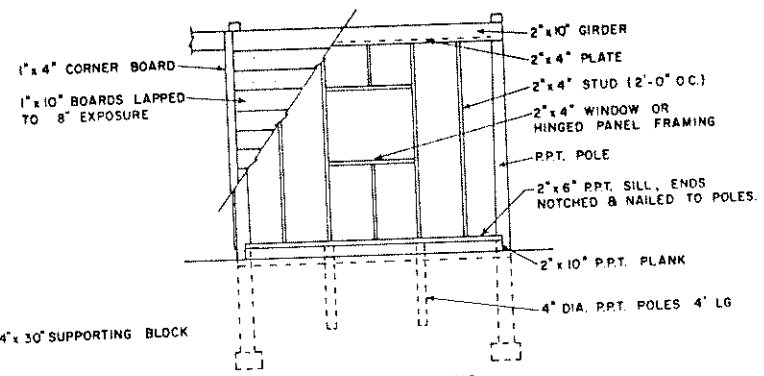 2" x 10" GIRDER
2" x 4" PLATE
1" x 4" CORNER BOARD
2" x 4" STUD (2'-0" O.C.)
1" x 10" BOARDS LAPPED
TO 8" EXPOSURE
2" x 4" WINDOW OR
HINGED PANEL FRAMING
P.P.T. POLE
2" x 6" P.P.T. SILL, ENDS
NOTCHED & NAILED TO POLES.
2" x 10" P.P.T. PLANK
4" DIA. P.P.T. POLES 4' LG
4" x 30" SUPPORTING BLOCK